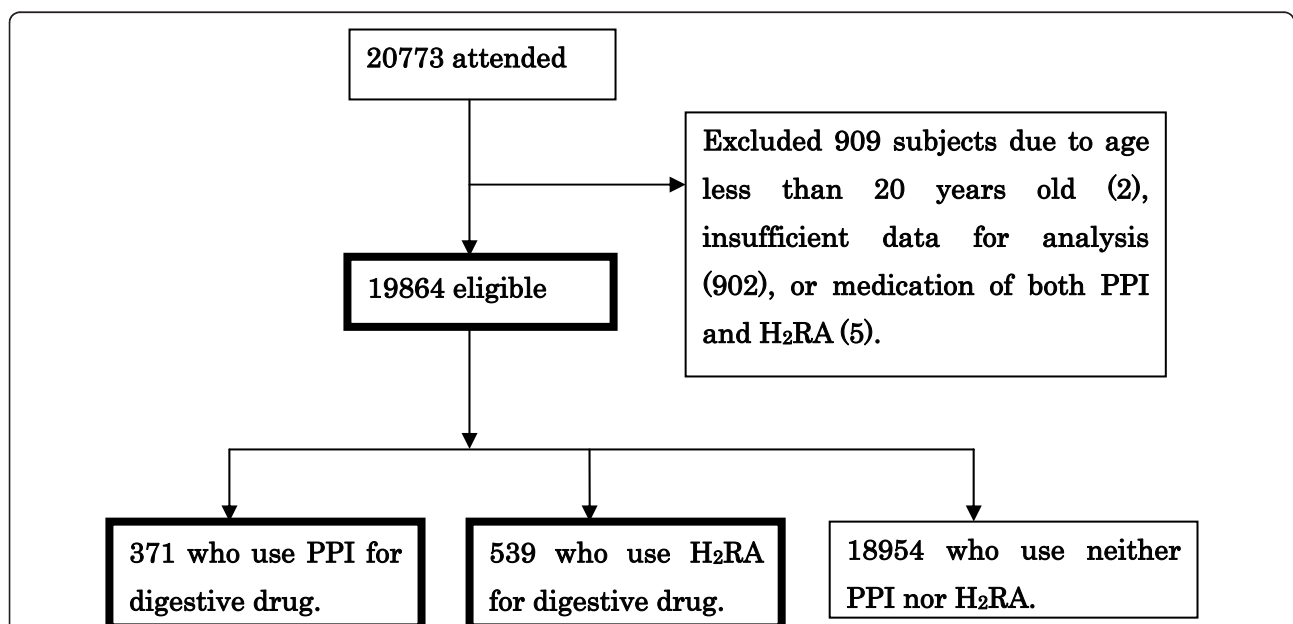 20773 attended
Excluded 909 subjects due to age
less than 20 years old (2),
insufficient data for analysis
(902), or medication of both PPI
and H₂RA (5).
19864 eligible
371 who use PPI for
digestive drug.
539 who use H₂RA
for digestive drug.
18954 who use neither
PPI nor H₂RA.